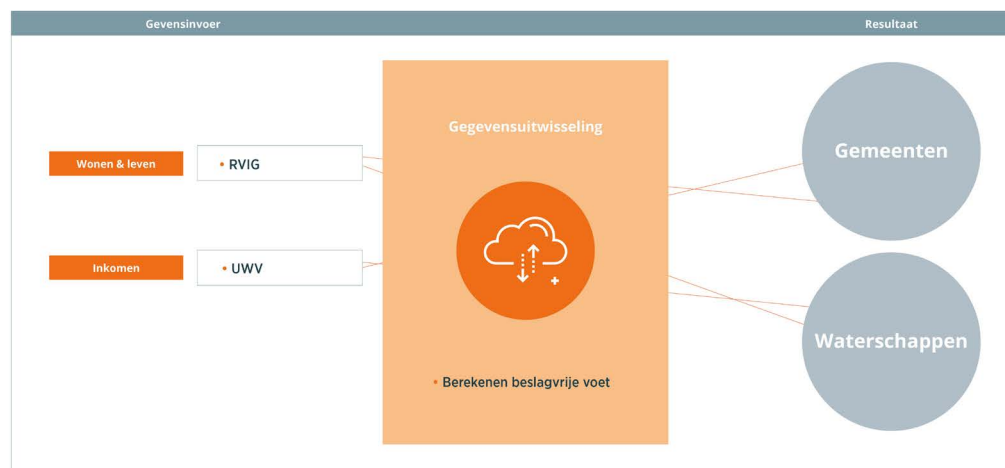 Gevensinvoer
Resultaat
Gegevensuitwisseling
Gemeenten
Wonen & leven
• RVIG
Inkomen
• UWV
Waterschappen
• Berekenen beslagvrije voet